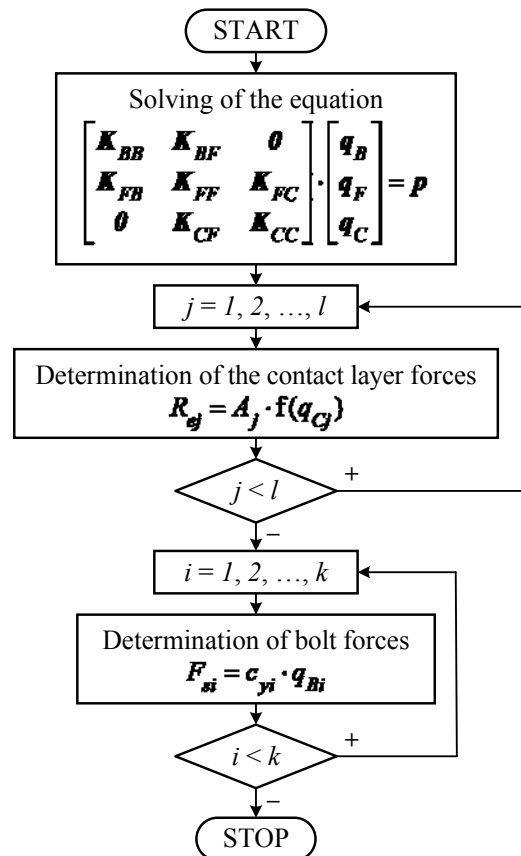 START
Solving of the equation
[K_BB K_BF 0; K_FB K_FF K_FC; 0 K_CF K_CC] · [q_B; q_F; q_C] = p
j = 1, 2, …, l
Determination of the contact layer forces
R_ej = A_j · f(q_Cj)
j < l
+
–
i = 1, 2, …, k
Determination of bolt forces
F_si = c_yi · q_Bi
i < k
+
–
STOP